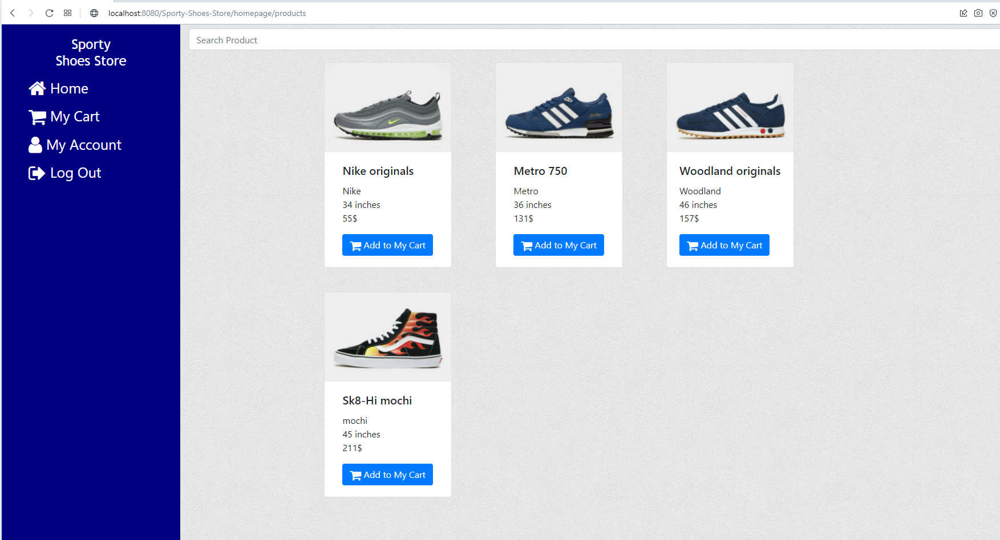 localhost:8080/Sporty-Shoes-Store/homepage/products
Sporty
Shoes Store
Home
My Cart
My Account
Log Out
Search Product
Nike originals
Nike
34 inches
55$
Add to My Cart
Metro 750
Metro
36 inches
131$
Add to My Cart
Woodland originals
Woodland
46 inches
157$
Add to My Cart
Sk8-Hi mochi
mochi
45 inches
211$
Add to My Cart